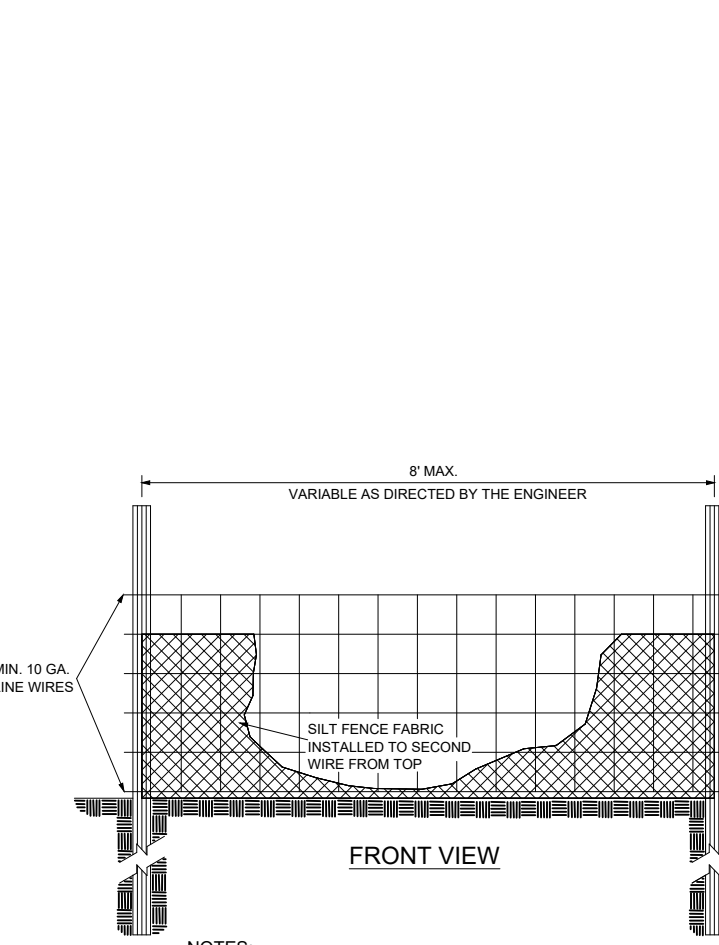 8' MAX.
VARIABLE AS DIRECTED BY THE ENGINEER
MIN. 10 GA.
LINE WIRES
SILT FENCE FABRIC
INSTALLED TO SECOND
WIRE FROM TOP
FRONT VIEW
NOTES: